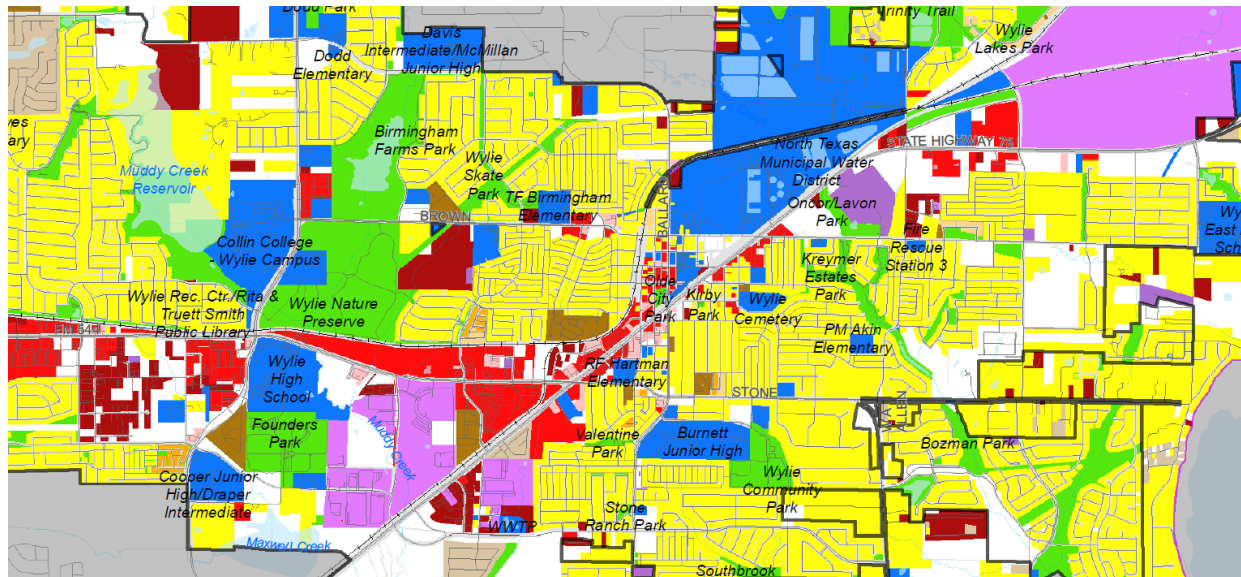 Dodd Park
Trinity Trail
Davis
Intermediate/McMillan
Junior High
Wylie
Lakes Park
Dodd
Elementary
Creek
Birmingham
Farms Park
STATE HIGHWAY 78
North Texas
Municipal Water
District
Wylie
Skate
Park
Muddy Creek
Reservoir
TF Birmingham
Elementary
Oncor/Lavon
Park
BROWN
BALLARD
Collin College
- Wylie Campus
Fire
Rescue
Station 3
East
Kreymer
Estates
Park
Olde
City
Park
Kirby
Park
Wylie
Cemetery
Wylie Rec. Ctr./Rita &
Truett Smith
Public Library
Wylie Nature
Preserve
FM 544
PM Akin
Elementary
Wylie
High
School
RF Hartman
Elementary
STONE
Founders
Park
Muddy Creek
Valentine
Park
Burnett
Junior High
Bozman Park
Cooper Junior
High/Draper
Intermediate
Wylie
Community
Park
Stone
Ranch Park
WWTP
Maxwell Creek
Southbrook